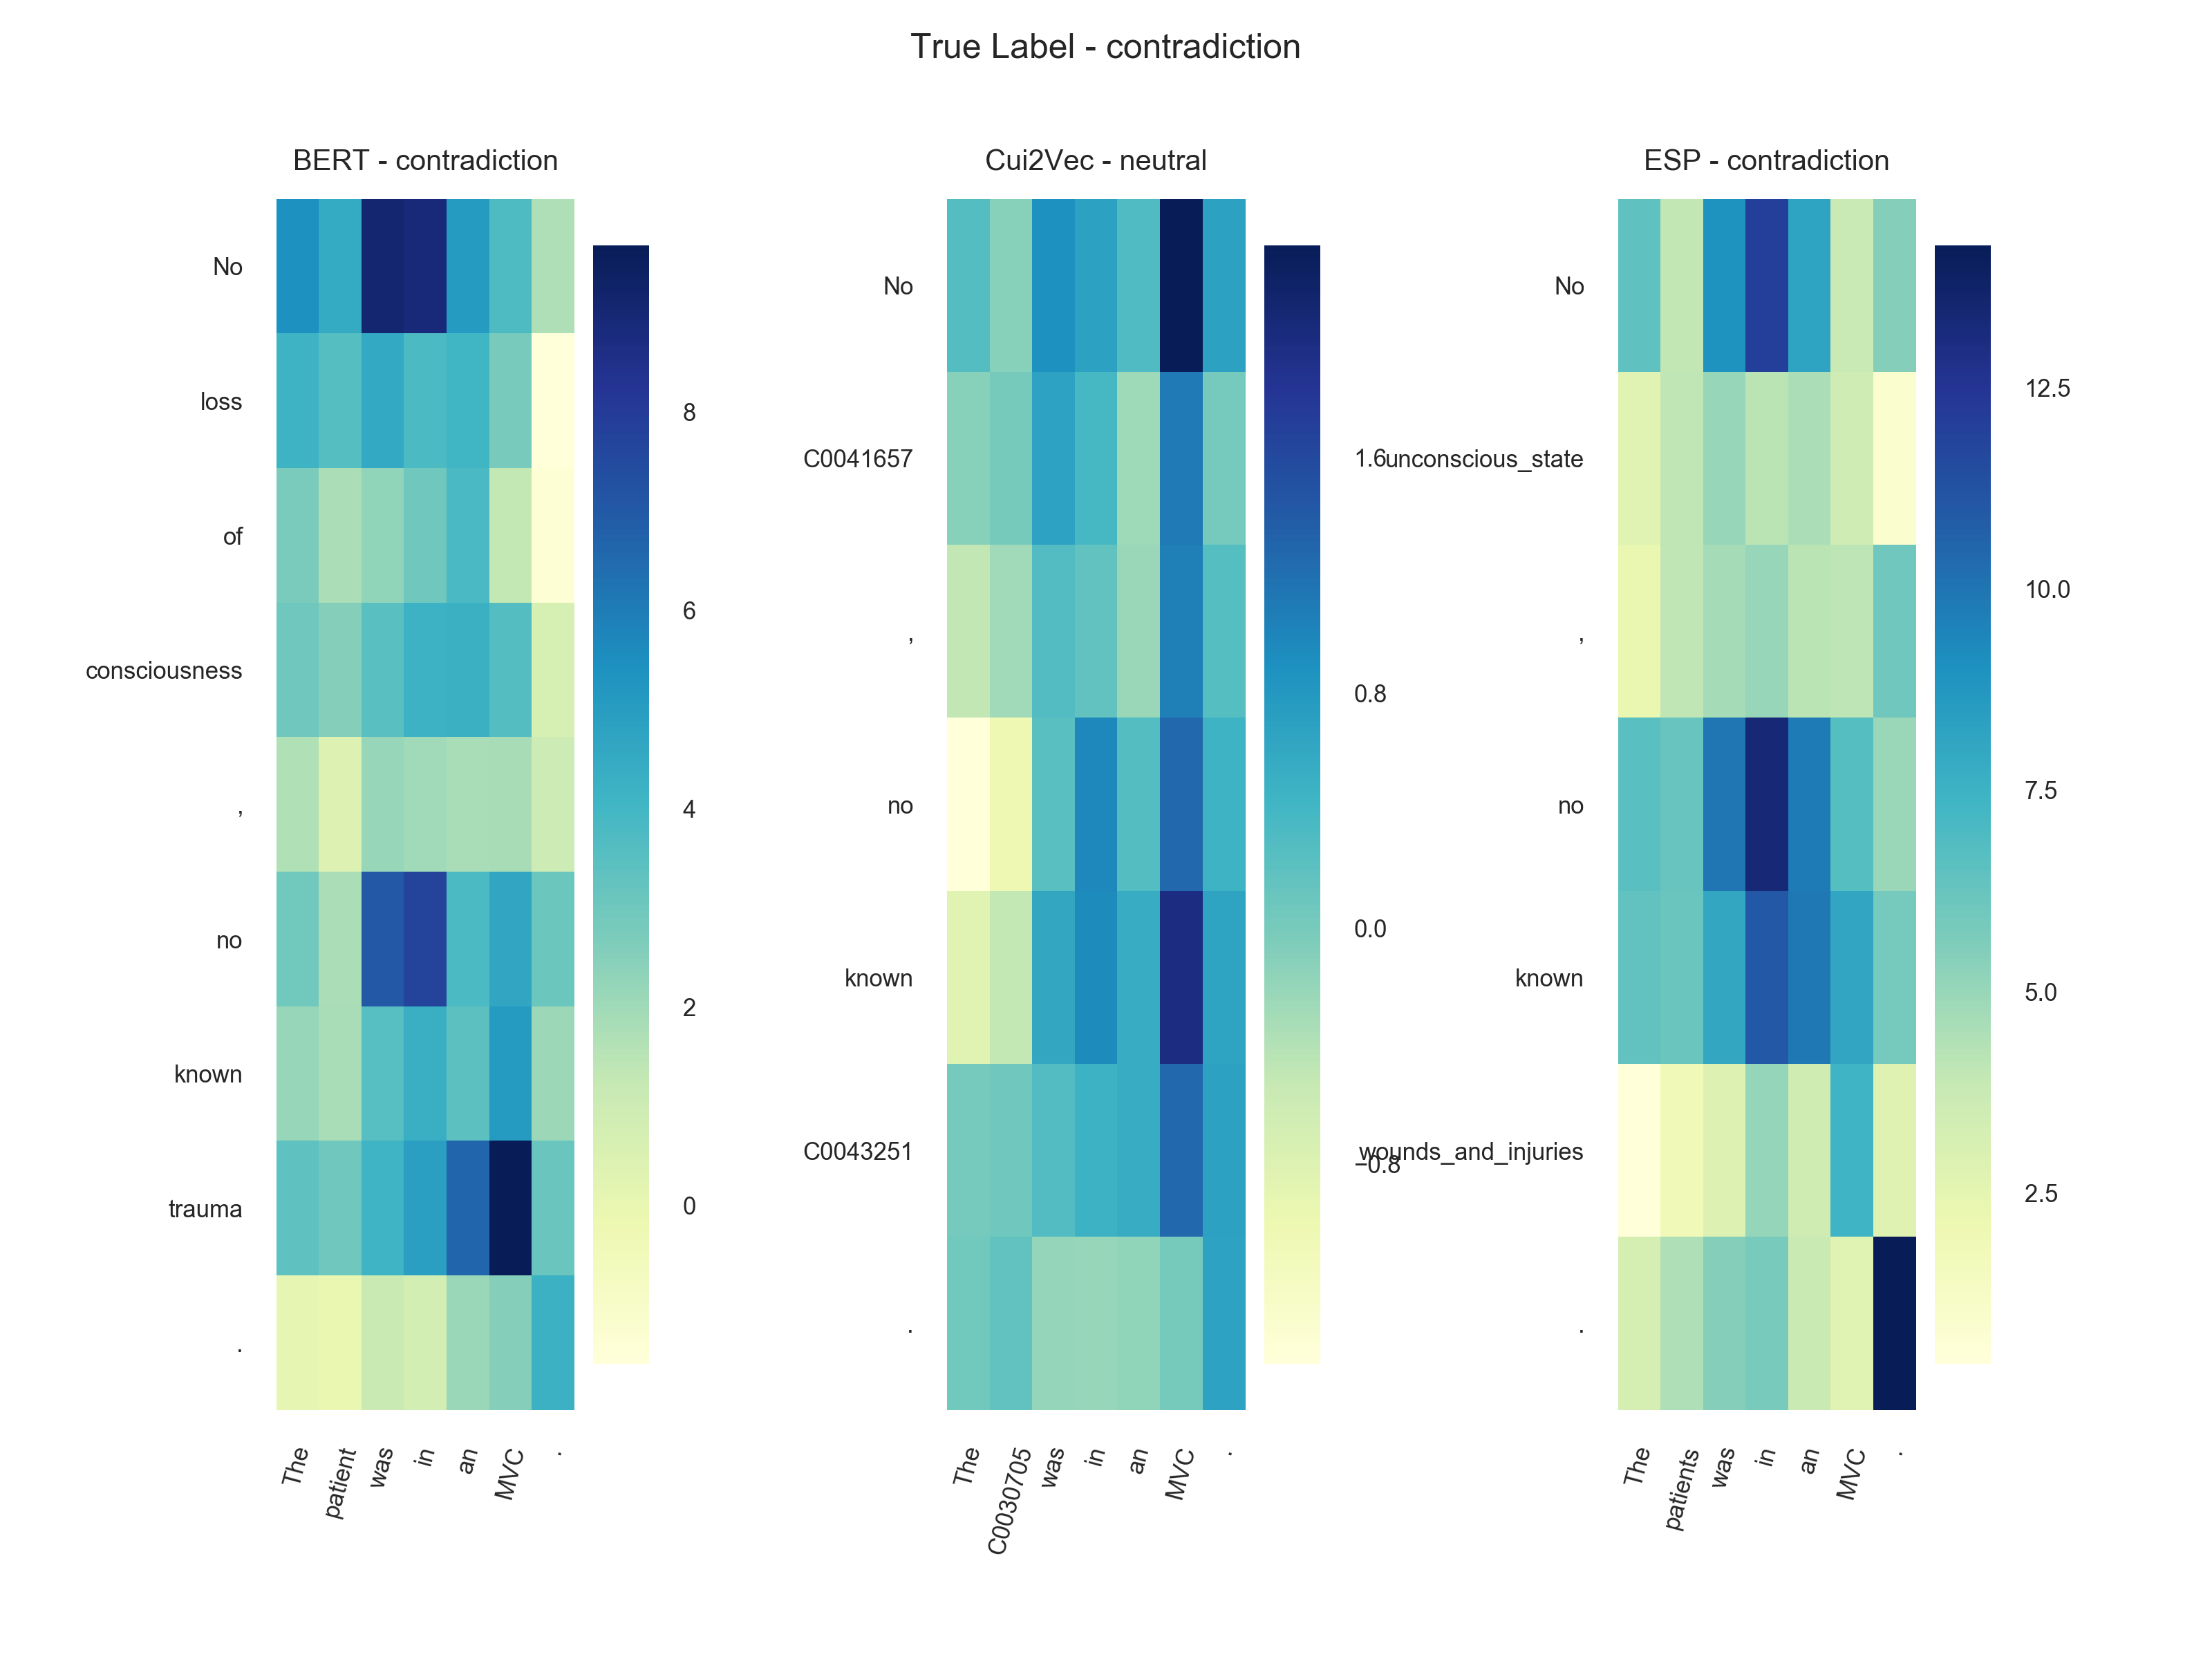 True Label - contradiction
BERT - contradiction
No
loss
of
consciousness
,
no
known
trauma
.
The
patient
was
in
an
MVC
.
8
6
4
2
0
Cui2Vec - neutral
No
C0041657
,
no
known
C0043251
.
The
C0030705
was
in
an
MVC
.
1.6
0.8
0.0
−0.8
ESP - contradiction
No
unconscious_state
,
no
known
wounds_and_injuries
.
The
patients
was
in
an
MVC
.
12.5
10.0
7.5
5.0
2.5